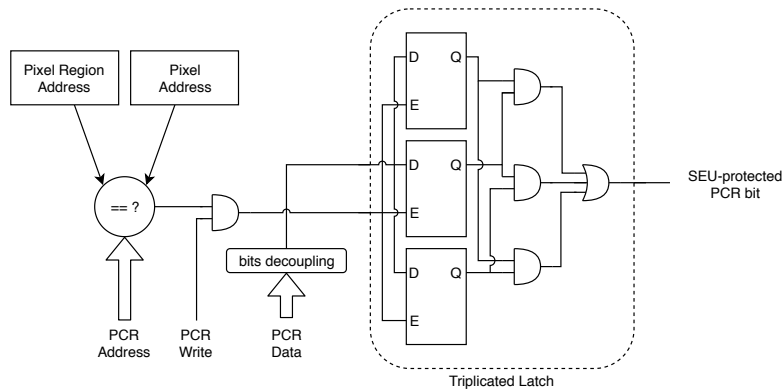 Pixel Region
Address
Pixel
Address
== ?
PCR
Address
PCR
Write
bits decoupling
PCR
Data
D
Q
E
D
Q
E
D
Q
E
SEU-protected
PCR bit
Triplicated Latch